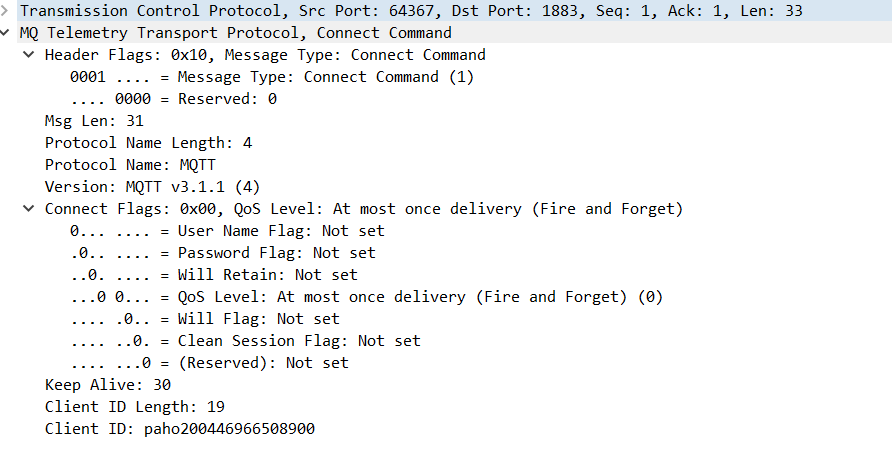 Transmission Control Protocol, Src Port: 64367, Dst Port: 1883, Seq: 1, Ack: 1, Len: 33
MQ Telemetry Transport Protocol, Connect Command
Header Flags: 0x10, Message Type: Connect Command
0001 .... = Message Type: Connect Command (1)
.... 0000 = Reserved: 0
Msg Len: 31
Protocol Name Length: 4
Protocol Name: MQTT
Version: MQTT v3.1.1 (4)
Connect Flags: 0x00, QoS Level: At most once delivery (Fire and Forget)
0... .... = User Name Flag: Not set
.0.. .... = Password Flag: Not set
..0. .... = Will Retain: Not set
...0 0... = QoS Level: At most once delivery (Fire and Forget) (0)
.... .0.. = Will Flag: Not set
.... ..0. = Clean Session Flag: Not set
.... ...0 = (Reserved): Not set
Keep Alive: 30
Client ID Length: 19
Client ID: paho200446966508900